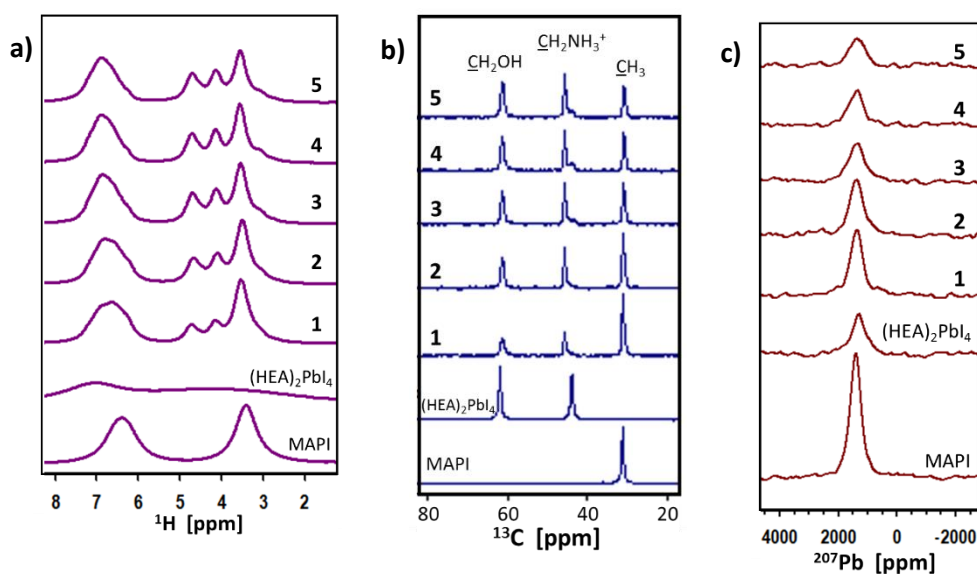 a)
5
4
3
2
1
(HEA)₂PbI₄
MAPI
8 7 6 5 4 3 2
¹H [ppm]
b)
CH₂OH CH₂NH₃⁺ CH₃
5
4
3
2
1
(HEA)₂PbI₄
MAPI
80 60 40 20
¹³C [ppm]
c)
5
4
3
2
1
(HEA)₂PbI₄
MAPI
4000 2000 0 -2000
²⁰⁷Pb [ppm]